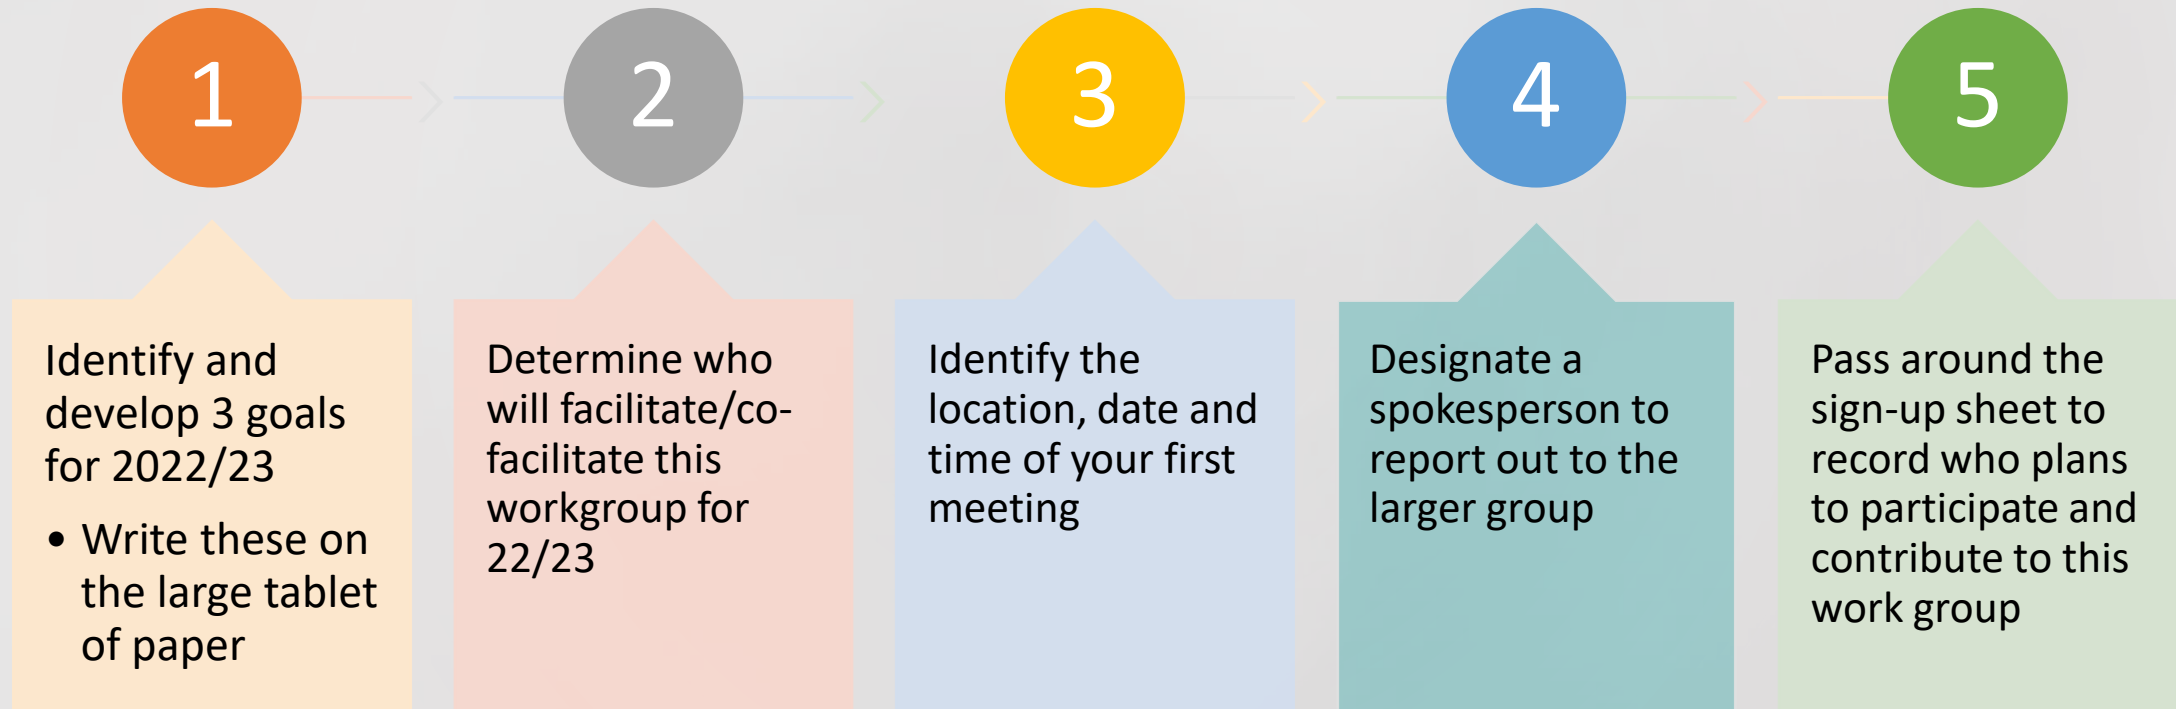 1
Identify and
develop 3 goals
for 2022/23
• Write these on
the large tablet
of paper
2
Determine who
will facilitate/co-
facilitate this
workgroup for
22/23
3
Identify the
location, date and
time of your first
meeting
4
Designate a
spokesperson to
report out to the
larger group
5
Pass around the
sign-up sheet to
record who plans
to participate and
contribute to this
work group